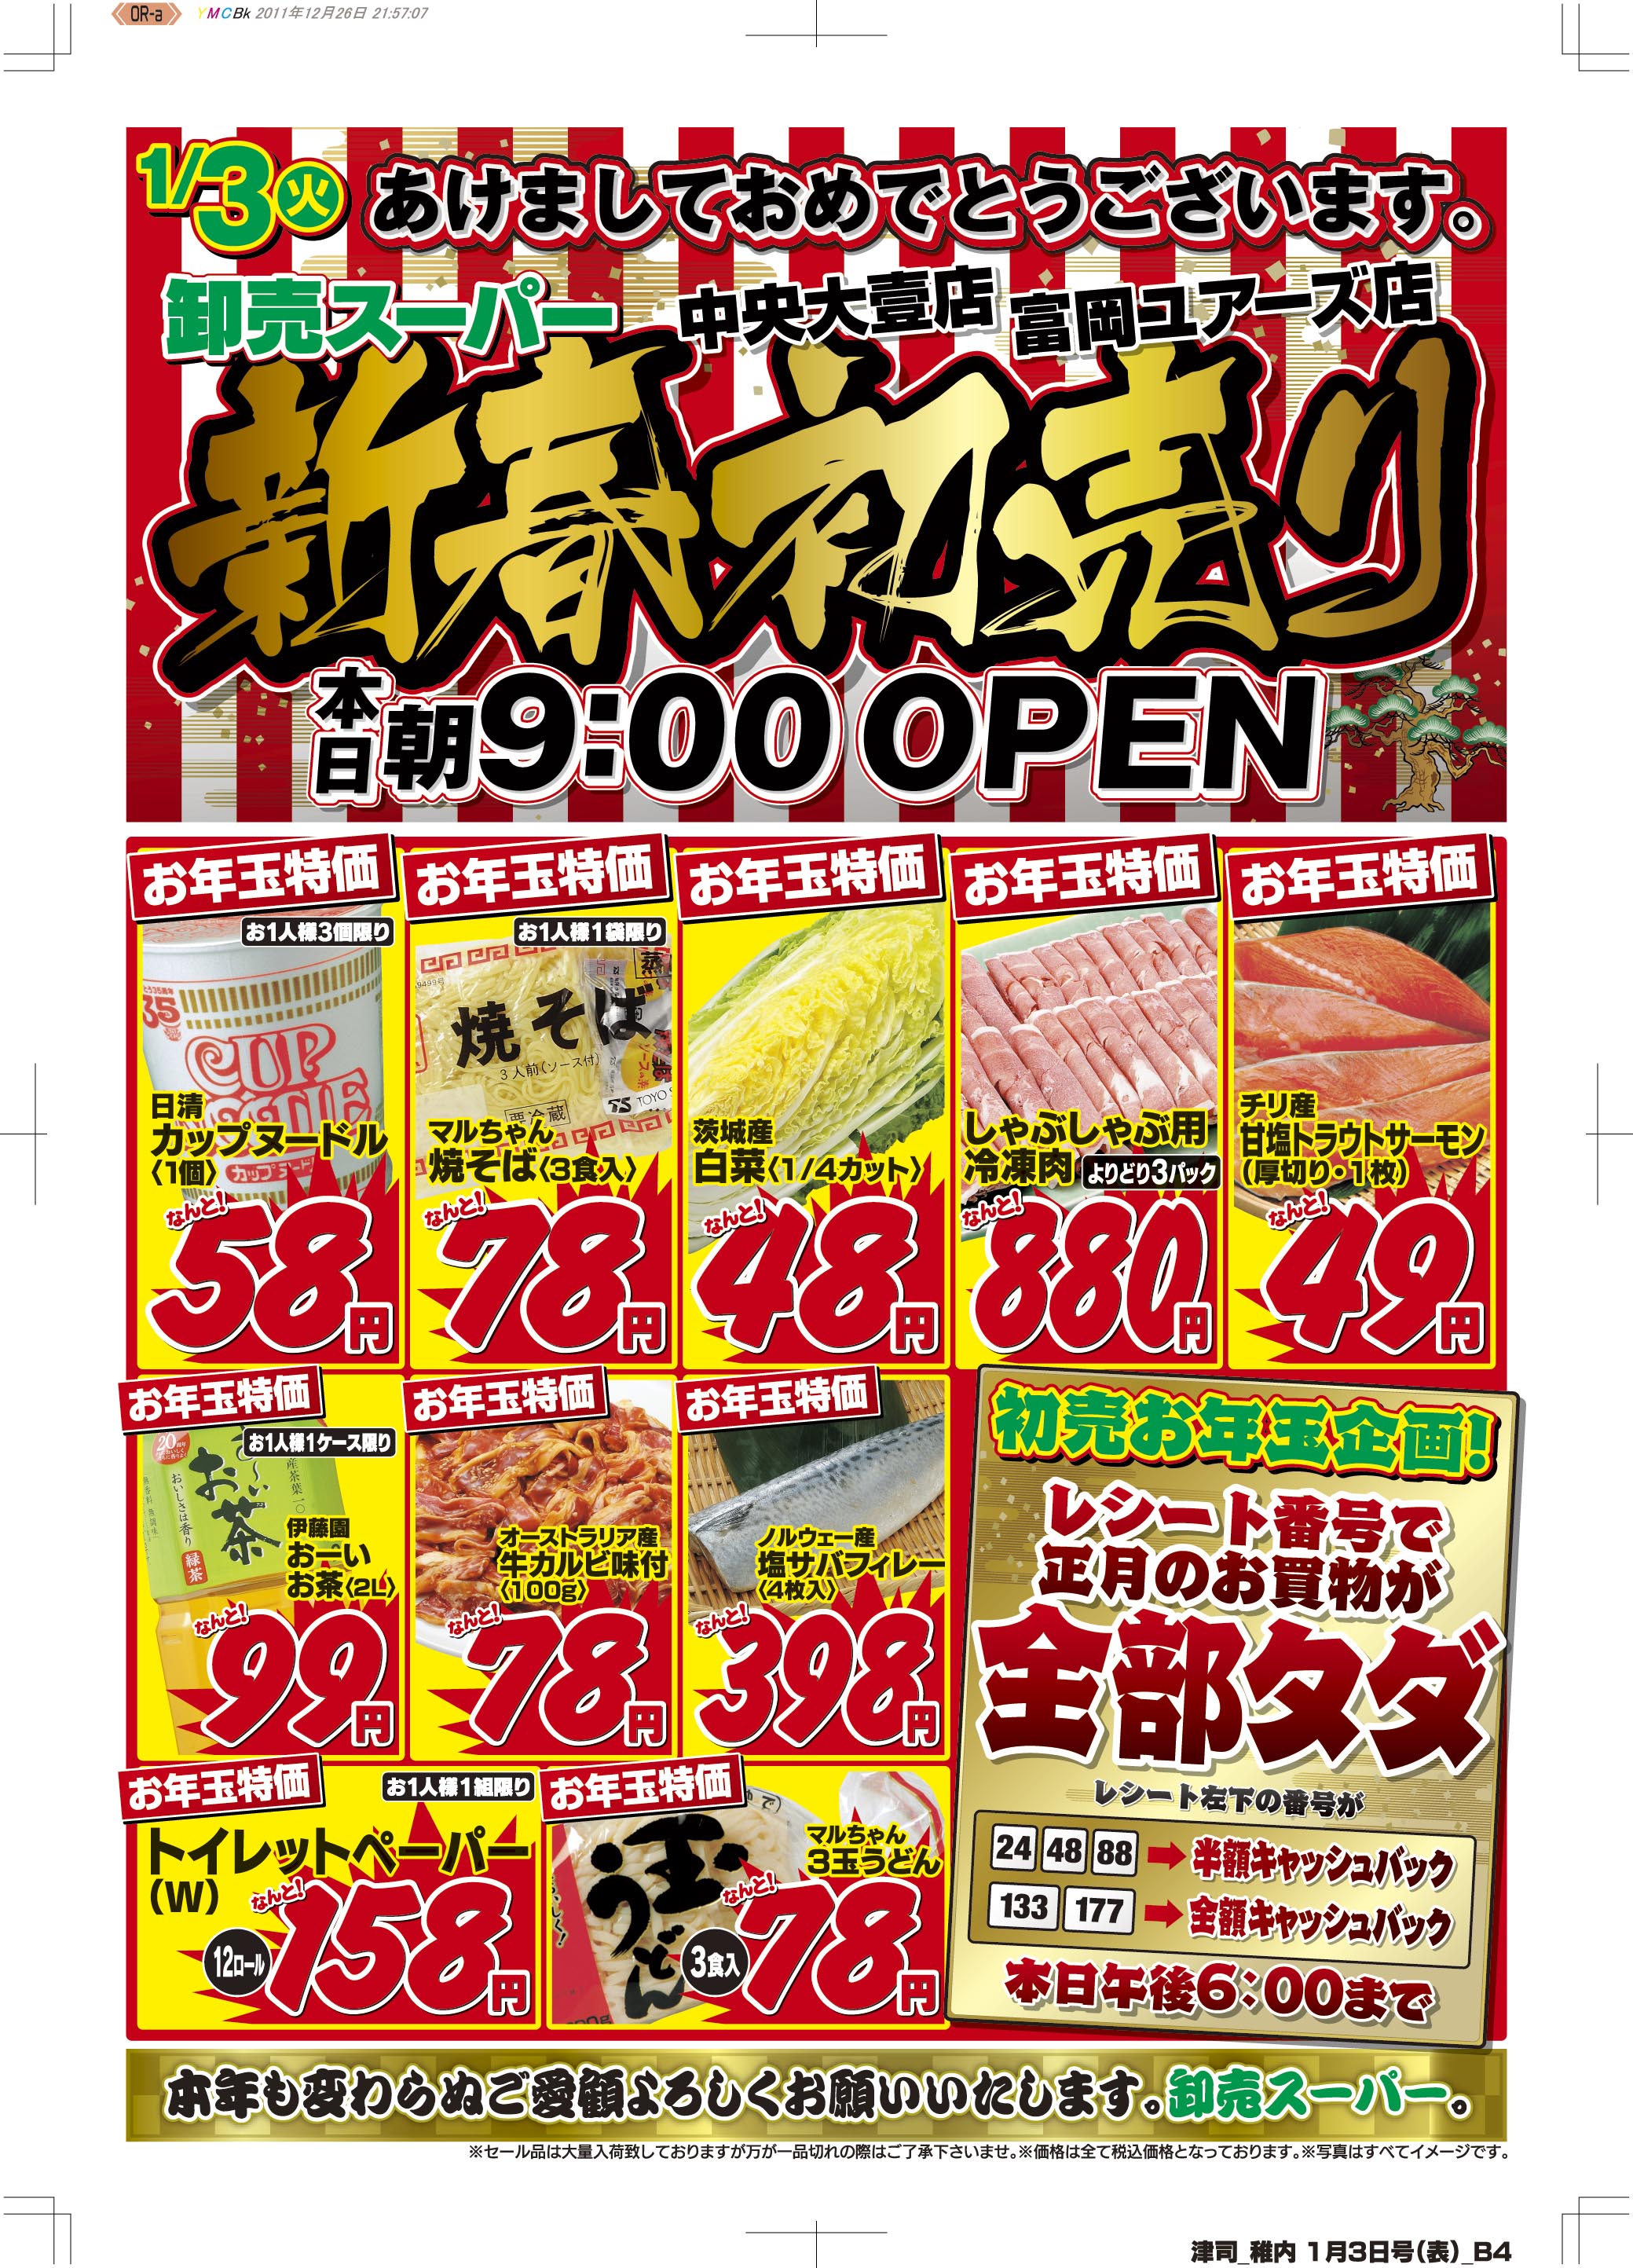 OR-a YMCBk 2011年12月26日 21:57:07
1/3火 あけましておめでとうございます。
卸売スーパー 中央大壹店 富岡ユアーズ店
新春初売り
本日朝9:00 OPEN
お年玉特価
お1人様3個限り
35
CUP NOODLE
日清
カップヌードル
〈1個〉
なんと!
58円
お年玉特価
お1人様1袋限り
焼そば
3人前(ソース付)
要冷蔵
マルちゃん
焼そば〈3食入〉
なんと!
78円
お年玉特価
茨城産
白菜〈1/4カット〉
なんと!
48円
お年玉特価
しゃぶしゃぶ用
冷凍肉 よりどり3パック
なんと!
880円
お年玉特価
チリ産
甘塩トラウトサーモン
(厚切り・1枚)
なんと!
49円
お年玉特価
お1人様1ケース限り
お〜いお茶
おいしさは香り
緑茶
伊藤園
おーい
お茶〈2L〉
なんと!
99円
お年玉特価
オーストラリア産
牛カルビ味付
〈100g〉
なんと!
78円
お年玉特価
ノルウェー産
塩サバフィレー
〈4枚入〉
なんと!
398円
お年玉特価
お1人様1組限り
トイレットペーパー
(W)
なんと!
12ロール
158円
お年玉特価
玉うどん
マルちゃん
3玉うどん
なんと!
3食入
78円
初売お年玉企画!
レシート番号で
正月のお買物が
全部タダ
レシート左下の番号が
24 48 88 → 半額キャッシュバック
133 177 → 全額キャッシュバック
本日午後6:00まで
本年も変わらぬご愛顧よろしくお願いいたします。卸売スーパー。
※セール品は大量入荷致しておりますが万が一品切れの際はご了承下さいませ。※価格は全て税込価格となっております。※写真はすべてイメージです。
津司_稚内 1月3日号(表)_B4